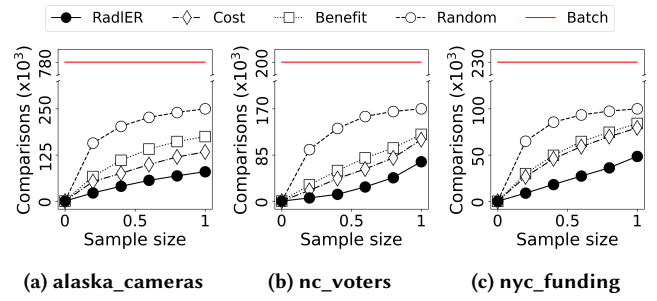 RadlER Cost Benefit Random Batch
Comparisons (x10³)
780
250
125
0
0 0.5 1
Sample size
(a) alaska_cameras
Comparisons (x10³)
200
170
85
0
0 0.5 1
Sample size
(b) nc_voters
Comparisons (x10³)
230
100
50
0
0 0.5 1
Sample size
(c) nyc_funding